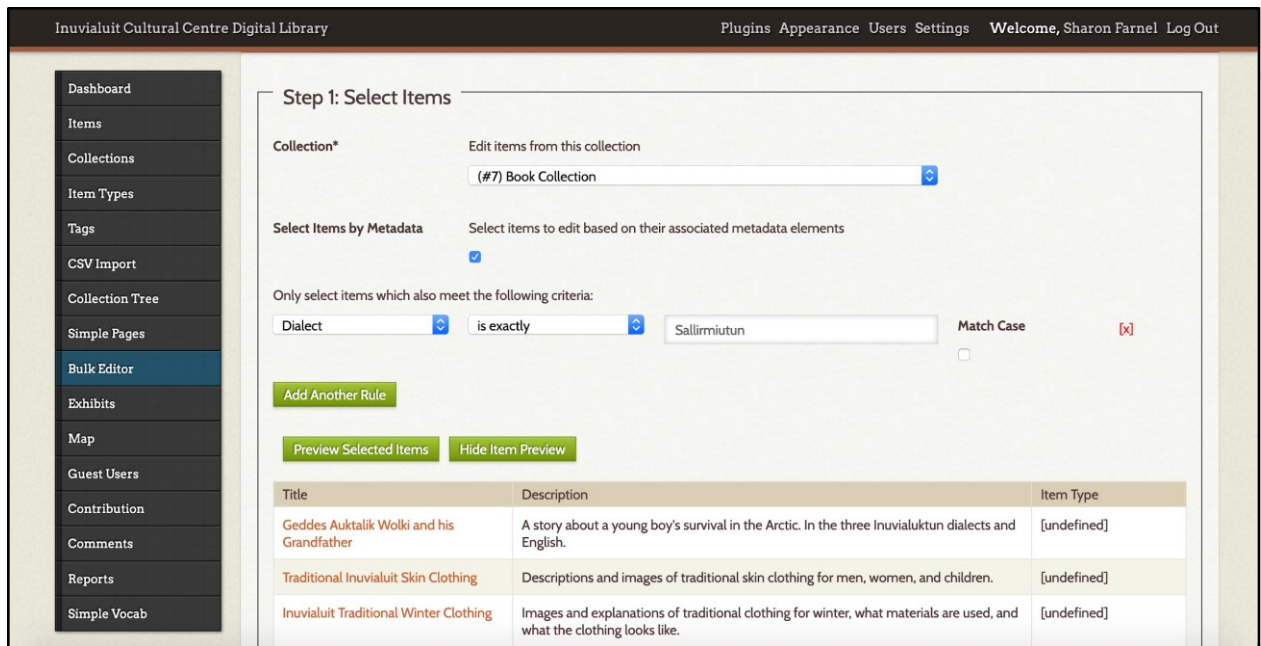 Inuvialuit Cultural Centre Digital Library
Plugins Appearance Users Settings Welcome, Sharon Farnel Log Out
Dashboard
Items
Collections
Item Types
Tags
CSV Import
Collection Tree
Simple Pages
Bulk Editor
Exhibits
Map
Guest Users
Contribution
Comments
Reports
Simple Vocab
Step 1: Select Items
Collection* Edit items from this collection
(#7) Book Collection
Select Items by Metadata Select items to edit based on their associated metadata elements
Only select items which also meet the following criteria:
Dialect is exactly Sallirmiutun Match Case [x]
Add Another Rule
Preview Selected Items Hide Item Preview
Title Description Item Type
Geddes Auktalik Wolki and his
Grandfather
A story about a young boy's survival in the Arctic. In the three Inuvialuktun dialects and
English.
[undefined]
Traditional Inuvialuit Skin Clothing Descriptions and images of traditional skin clothing for men, women, and children. [undefined]
Inuvialuit Traditional Winter Clothing
Images and explanations of traditional clothing for winter, what materials are used, and
what the clothing looks like.
[undefined]